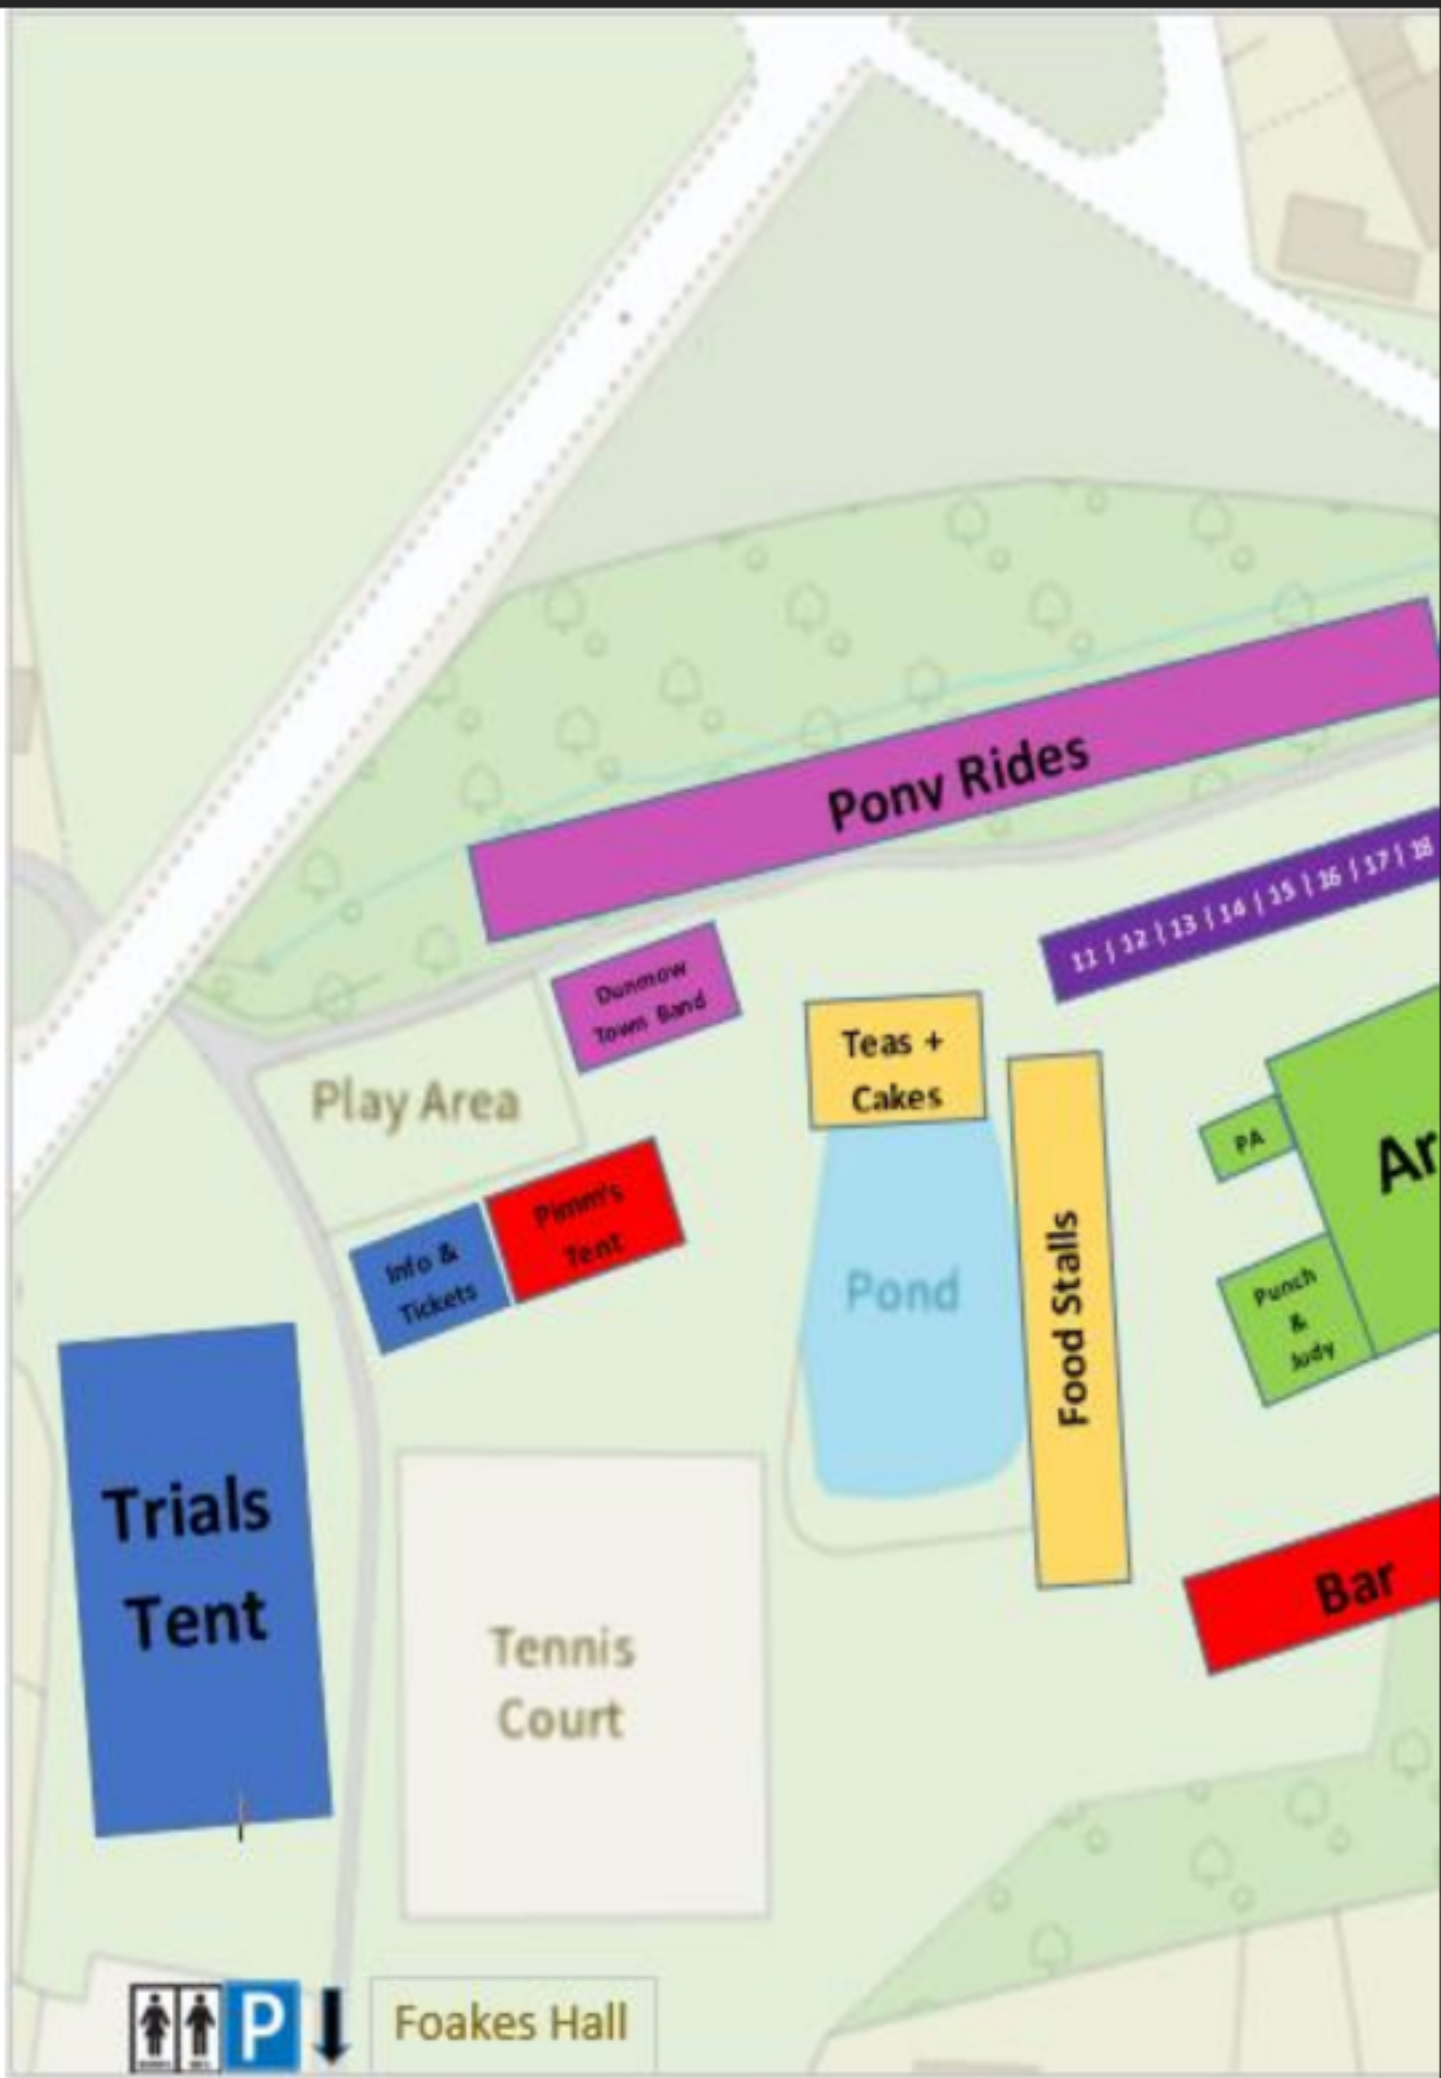 Ponv Rides
11 | 12 | 13 | 14 | 15 | 16 | 17 | 18
Dunmow
Town Band
Teas +
Cakes
Play Area
PA
Ar
Pimm's
Tent
Info &
Tickets
Pond
Food Stalls
Punch
&
Judy
Trials
Tent
Bar
Tennis
Court
P
Foakes Hall